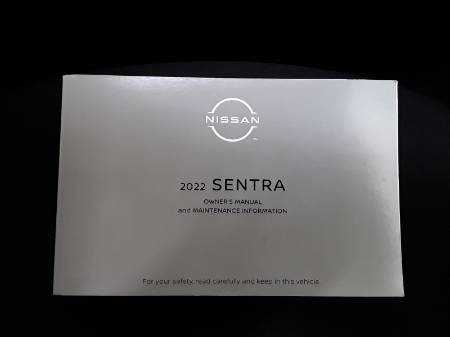 NISSAN
2022 SENTRA
OWNER'S MANUAL
and MAINTENANCE INFORMATION
For your safety, read carefully and keep in this vehicle.